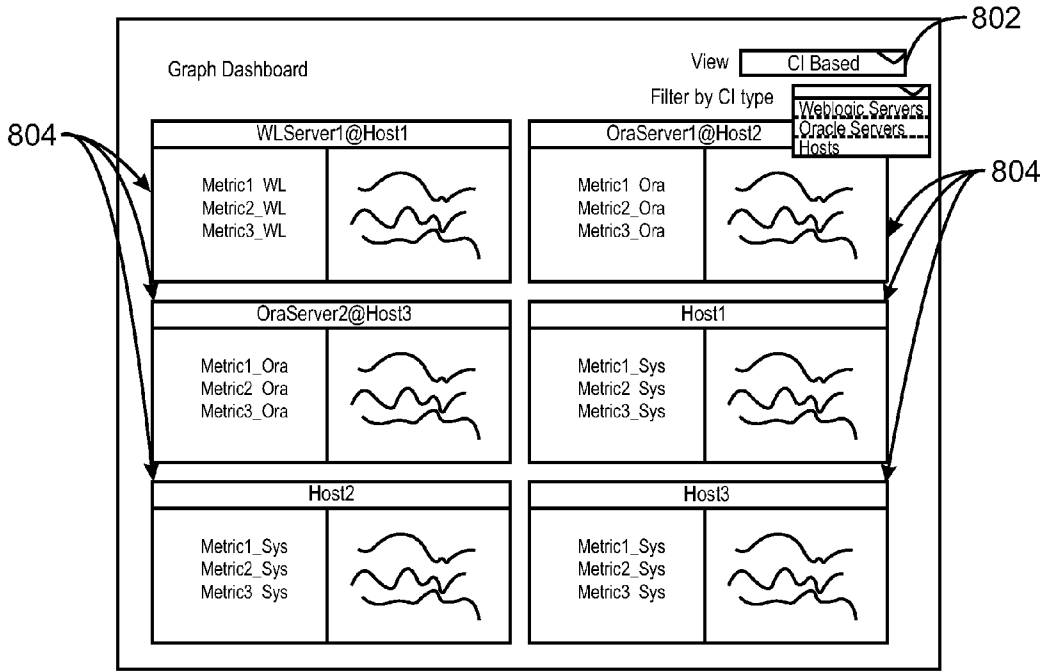 802
View CI Based
Graph Dashboard
Filter by CI type
Weblogic Servers
Oracle Servers
Hosts
804
WLServer1@Host1
Metric1_WL
Metric2_WL
Metric3_WL
OraServer1@Host2
Metric1_Ora
Metric2_Ora
Metric3_Ora
804
OraServer2@Host3
Metric1_Ora
Metric2_Ora
Metric3_Ora
Host1
Metric1_Sys
Metric2_Sys
Metric3_Sys
Host2
Metric1_Sys
Metric2_Sys
Metric3_Sys
Host3
Metric1_Sys
Metric2_Sys
Metric3_Sys